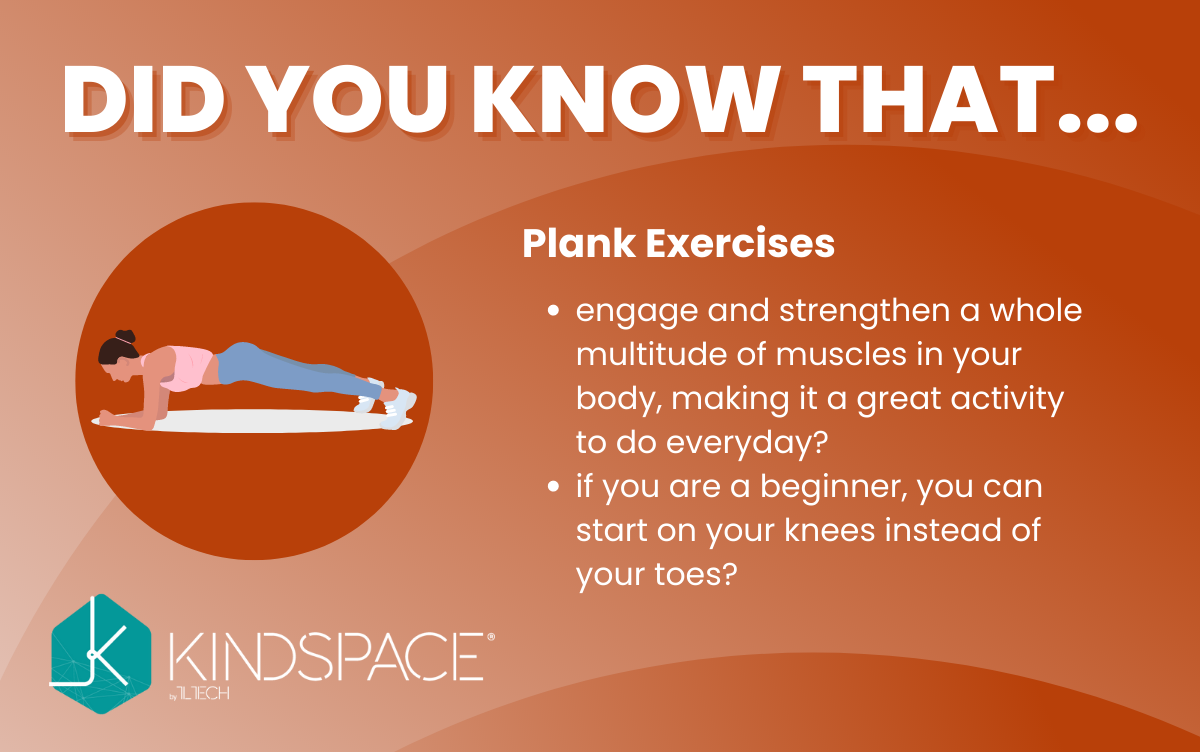 DID YOU KNOW THAT...
Plank Exercises
• engage and strengthen a whole
multitude of muscles in your
body, making it a great activity
to do everyday?
• if you are a beginner, you can
start on your knees instead of
your toes?
KINDSPACE®
by TLTECH